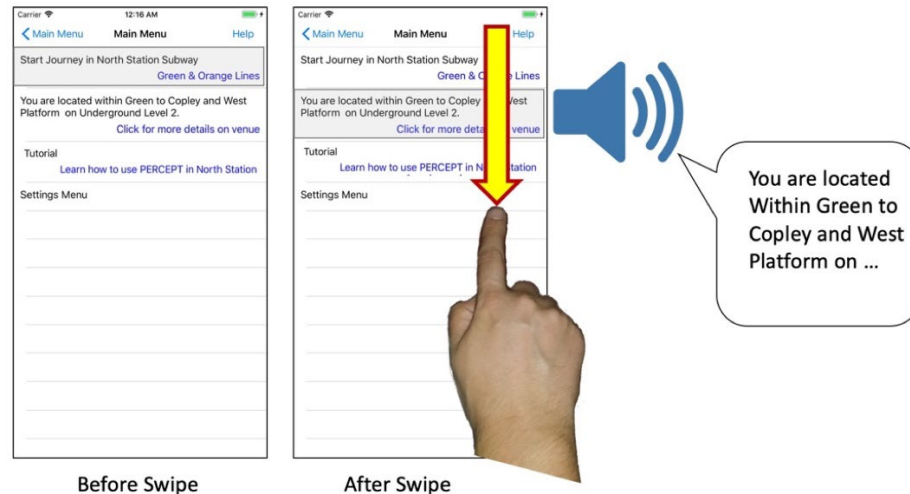 Carrier 12:16 AM
Main Menu Main Menu Help
Start Journey in North Station Subway
Green & Orange Lines
You are located within Green to Copley and West
Platform on Underground Level 2.
Click for more details on venue
Tutorial
Learn how to use PERCEPT in North Station
Settings Menu
Before Swipe
Carrier
Main Menu Main Menu Help
Start Journey in North Station Subway
Green & Lines
You are located within Green to Copley West
Platform on Underground Level 2.
Click for more venue
Tutorial
Learn how to use PERCEPT in
Settings Menu
After Swipe
You are located
Within Green to
Copley and West
Platform on ...